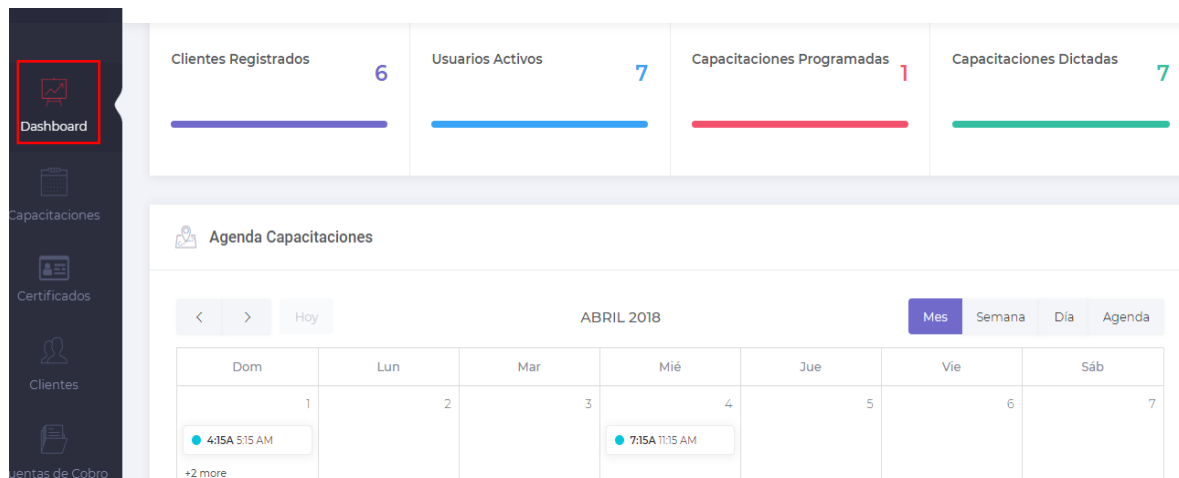 Dashboard
Capacitaciones
Certificados
Clientes
uentas de Cobro
Clientes Registrados 6
Usuarios Activos 7
Capacitaciones Programadas 1
Capacitaciones Dictadas 7
Agenda Capacitaciones
Hoy
ABRIL 2018
Mes Semana Día Agenda
Dom Lun Mar Mié Jue Vie Sáb
1 2 3 4 5 6 7
4:15A 5:15 AM 7:15A 11:15 AM
+2 more